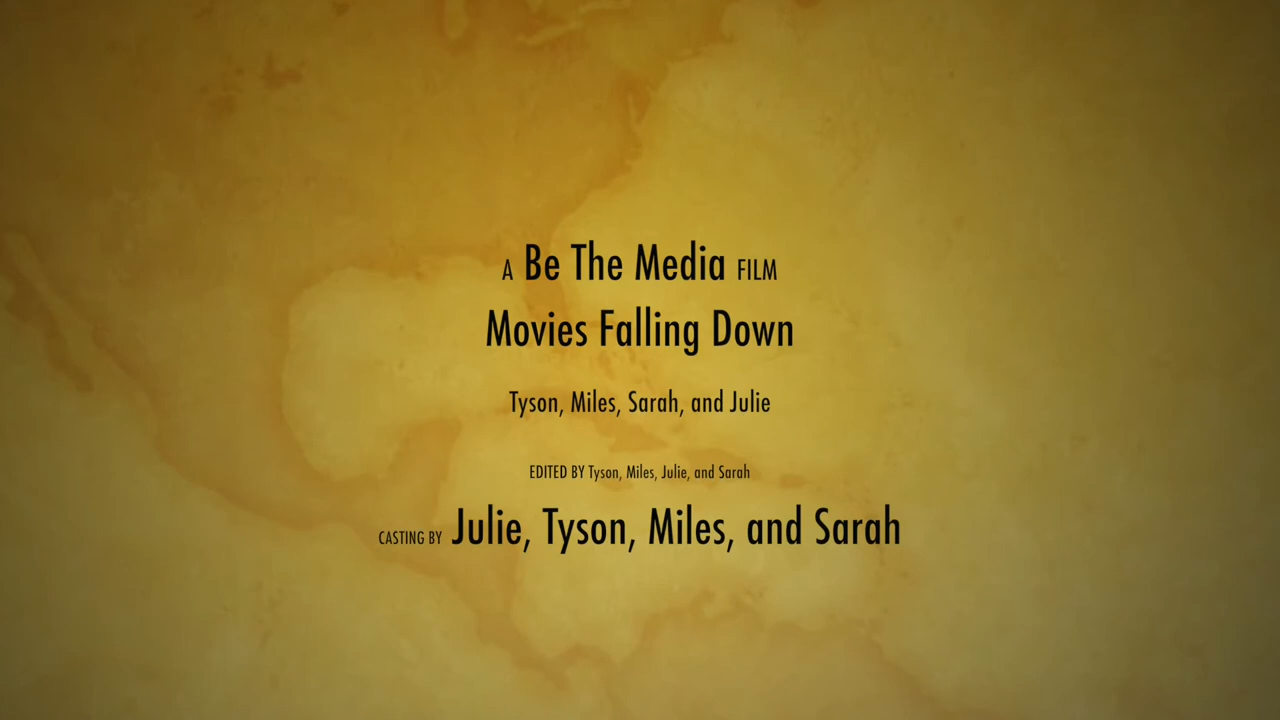 A Be The Media FILM
Movies Falling Down
Tyson, Miles, Sarah, and Julie
EDITED BY Tyson, Miles, Julie, and Sarah
CASTING BY Julie, Tyson, Miles, and Sarah